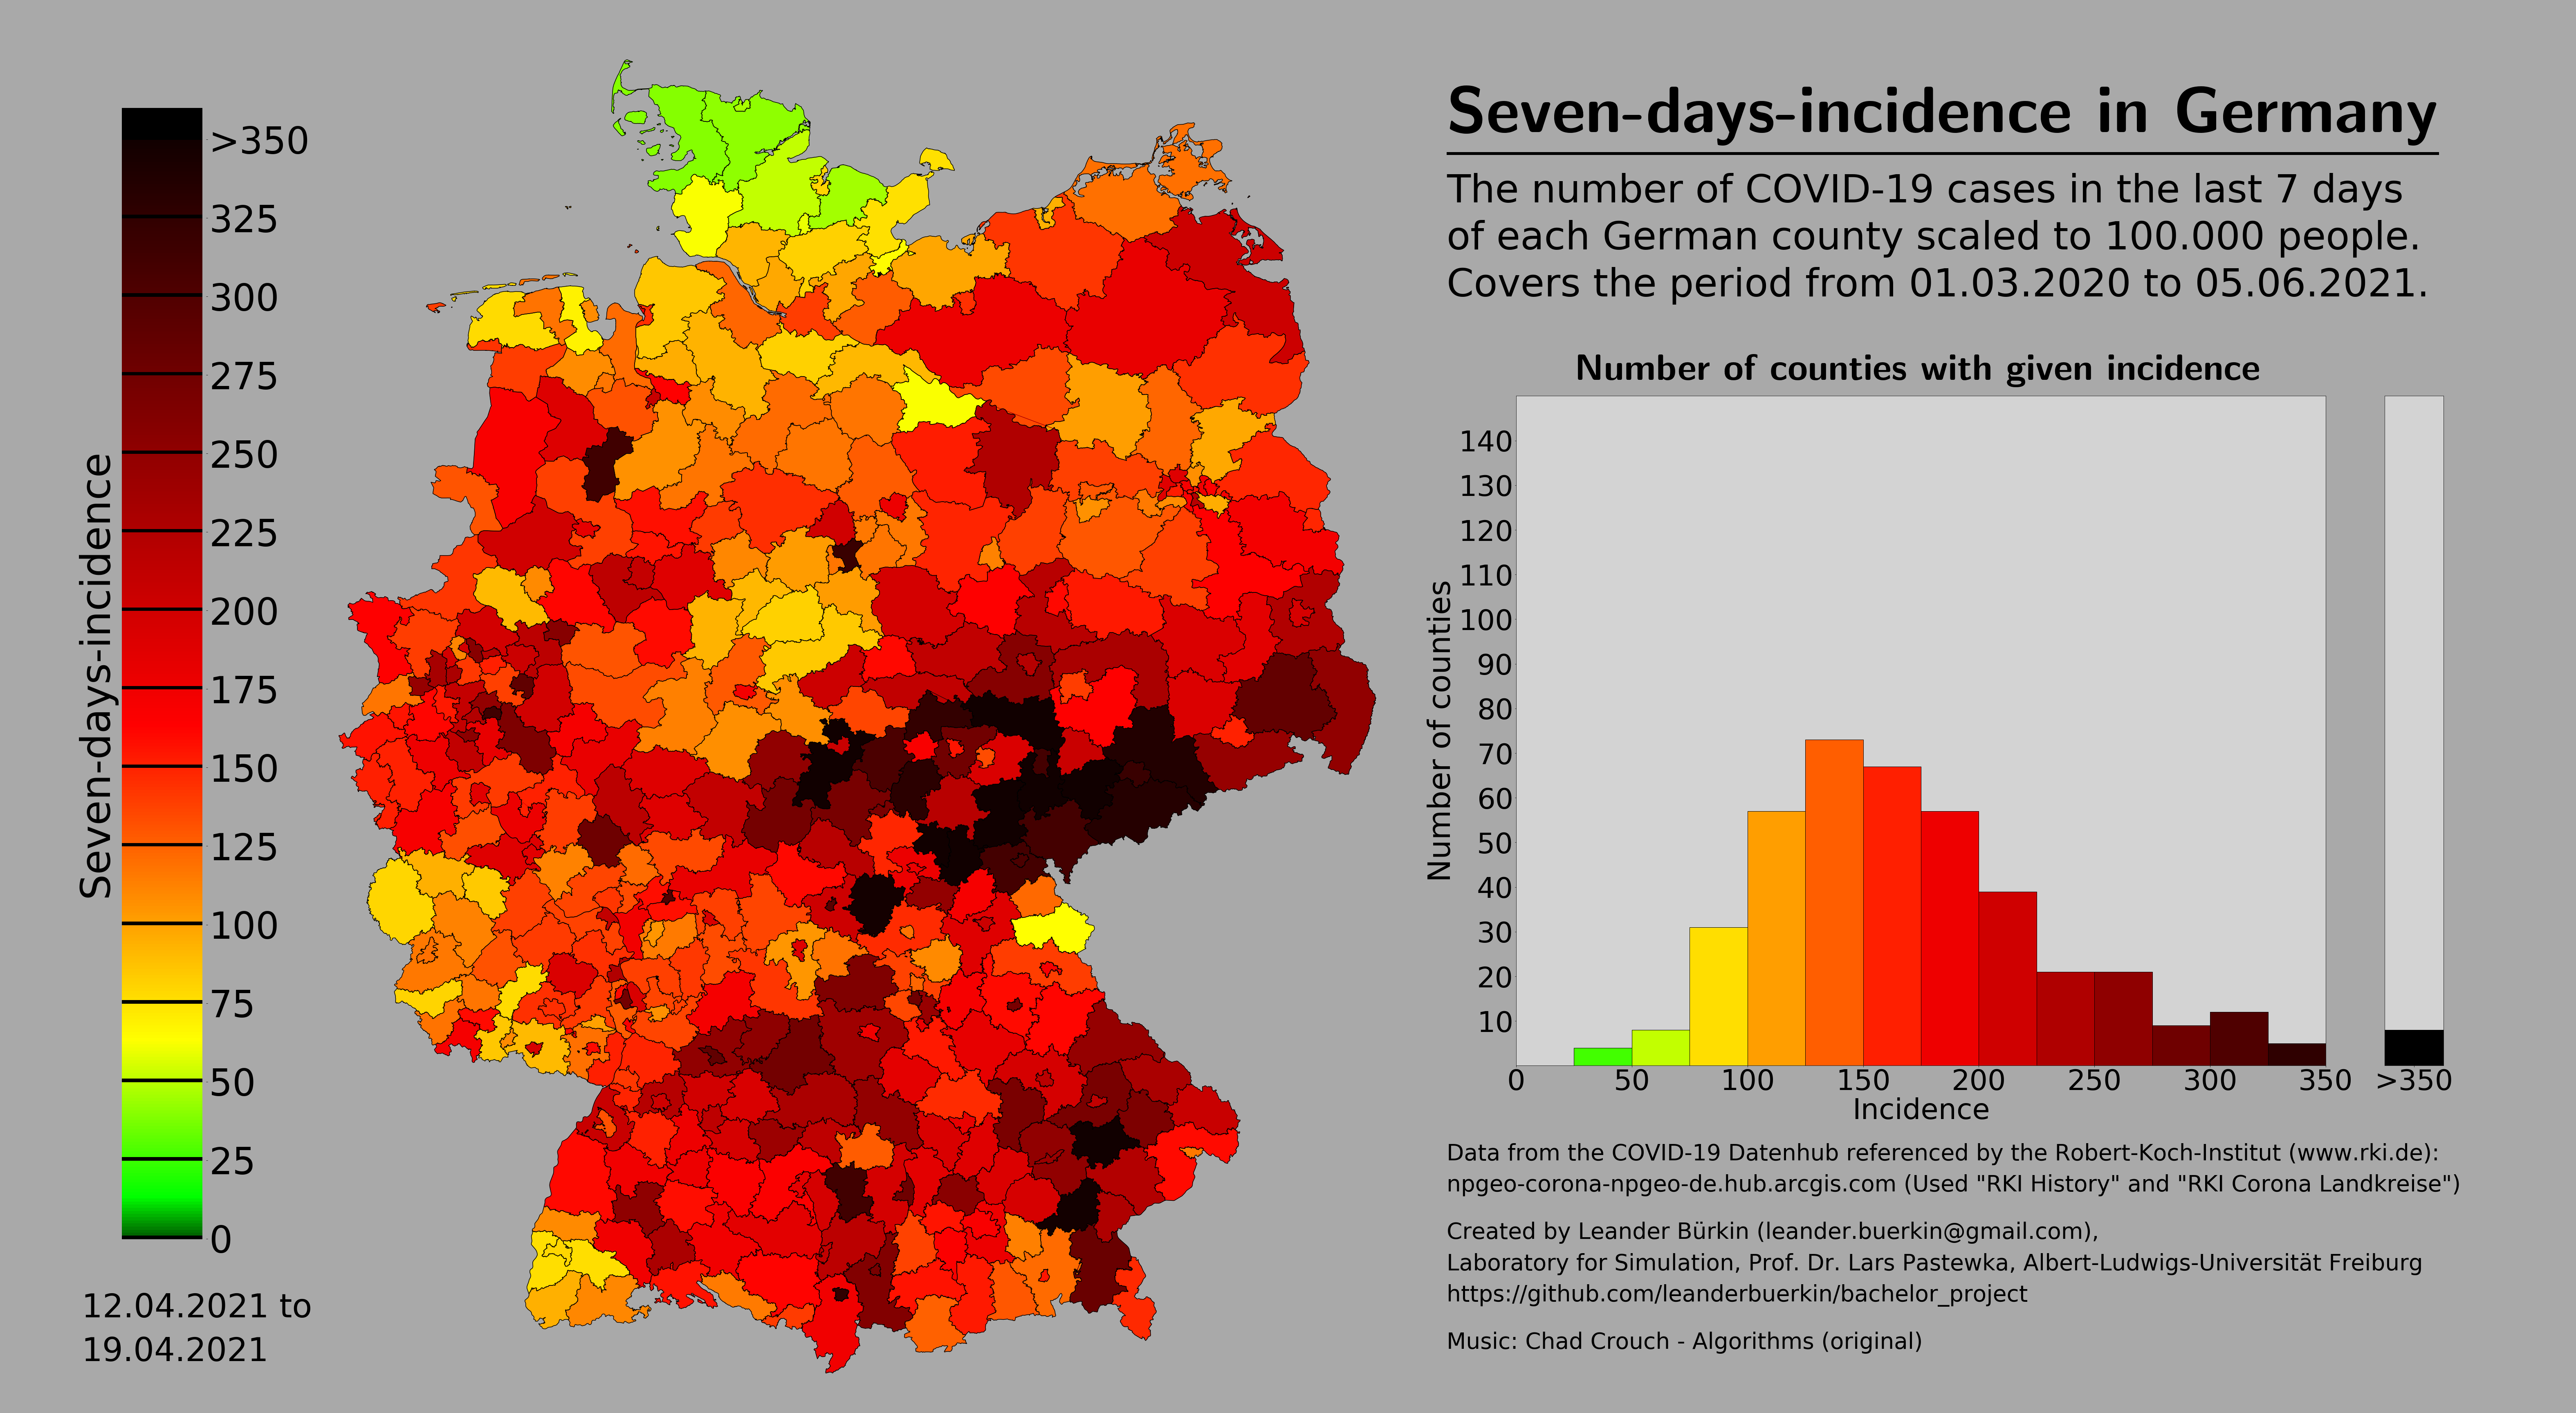 Seven-days-incidence in Germany
The number of COVID-19 cases in the last 7 days
of each German county scaled to 100.000 people.
Covers the period from 01.03.2020 to 05.06.2021.
Seven-days-incidence
>350
325
300
275
250
225
200
175
150
125
100
75
50
25
0
12.04.2021 to
19.04.2021
Number of counties with given incidence
Number of counties
140
130
120
110
100
90
80
70
60
50
40
30
20
10
0 50 100 150 200 250 300 350 >350
Incidence
Data from the COVID-19 Datenhub referenced by the Robert-Koch-Institut (www.rki.de):
npgeo-corona-npgeo-de.hub.arcgis.com (Used "RKI History" and "RKI Corona Landkreise")
Created by Leander Bürkin (leander.buerkin@gmail.com),
Laboratory for Simulation, Prof. Dr. Lars Pastewka, Albert-Ludwigs-Universität Freiburg
https://github.com/leanderbuerkin/bachelor_project
Music: Chad Crouch - Algorithms (original)